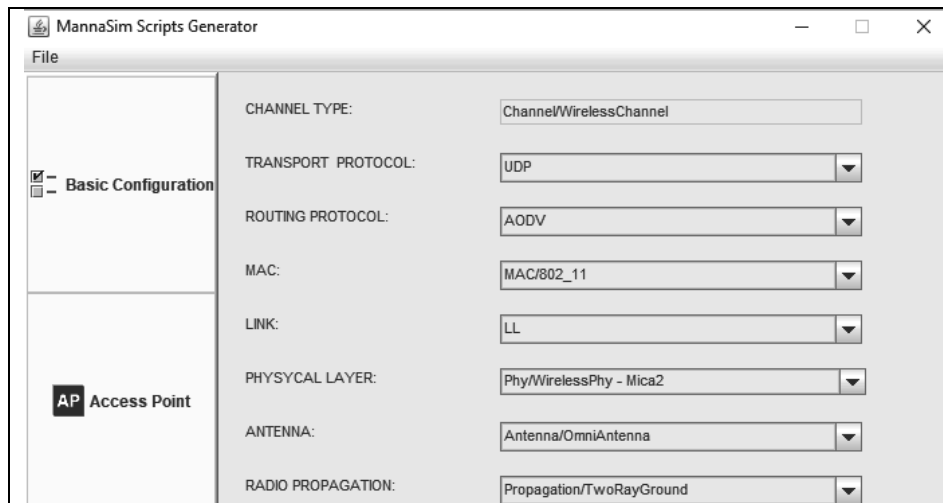 MannaSim Scripts Generator
File
Basic Configuration
AP Access Point
CHANNEL TYPE: Channel/WirelessChannel
TRANSPORT PROTOCOL: UDP
ROUTING PROTOCOL: AODV
MAC: MAC/802_11
LINK: LL
PHYSYCAL LAYER: Phy/WirelessPhy - Mica2
ANTENNA: Antenna/OmniAntenna
RADIO PROPAGATION: Propagation/TwoRayGround